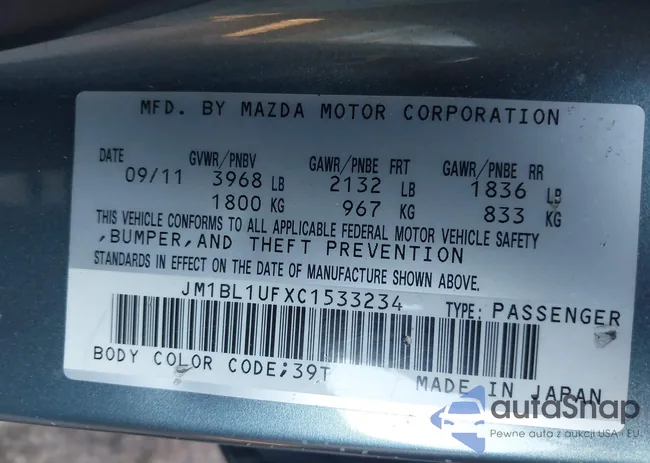 MFD. BY MAZDA MOTOR CORPORATION
DATE GVWR/PNBV GAWR/PNBE FRT GAWR/PNBE RR
09/11 3968 LB 2132 LB 1836 LB
1800 KG 967 KG 833 KG
THIS VEHICLE CONFORMS TO ALL APPLICABLE FEDERAL MOTOR VEHICLE SAFETY
,BUMPER,AND THEFT PREVENTION
STANDARDS IN EFFECT ON THE DATE OF MANUFACTURE SHOWN ABOVE.
JM1BL1UFXC1533234 TYPE: PASSENGER
BODY COLOR CODE;39T MADE IN JAPAN
autoSnap
Pewne auta z aukcji USA i EU